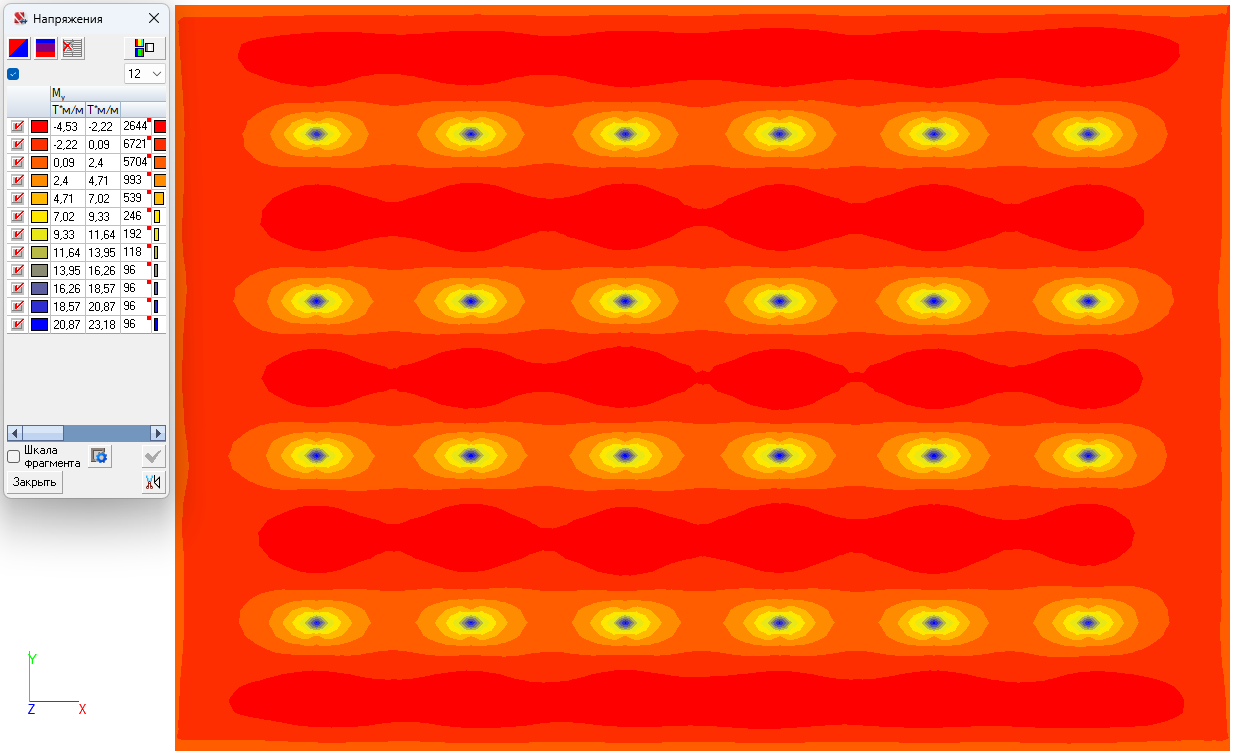 Напряжения
12
My
Т*м/м Т*м/м
-4,53 -2,22 2644
-2,22 0,09 6721
0,09 2,4 5704
2,4 4,71 993
4,71 7,02 539
7,02 9,33 246
9,33 11,64 192
11,64 13,95 118
13,95 16,26 96
16,26 18,57 96
18,57 20,87 96
20,87 23,18 96
Шкала
фрагмента
Закрыть
Y
Z X